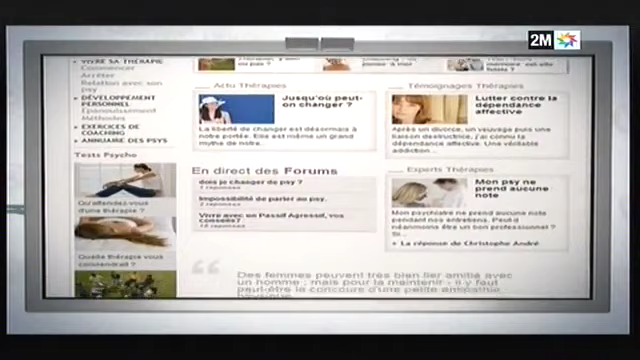 2M
VIVRE SA THÉRAPIE
Commencer
Arrêter
Relation avec son
psy
DÉVELOPPEMENT
PERSONNEL
Epanouissement
Méthodes
EXERCICES DE
COACHING
ANNUAIRE DES PSYS
Tests Psycho
Qu'attendez-vous
d'une thérapie ?
Quelle thérapie vous
conviendrait ?
Actu Thérapies
Jusqu'où peut-
on changer ?
La liberté de changer est désormais à
notre portée. Elle est même un grand
mythe de notre...
En direct des Forums
dois je changer de psy ?
Impossibilité de parler au psy.
Vivre avec un Passif Agressif, vos
conseils?
Témoignages Thérapies
Lutter contre la
dépendance
affective
Après un divorce, un veuvage puis une
liaison destructrice, j'ai connu la
dépendance affective. Une véritable
addiction...
Experts Thérapies
Mon psy ne
prend aucune
note
Mon psychiatre ne prend aucune note
pendant nos entretiens. Peut-il
néanmoins être un bon professionnel ?
La réponse de Christophe André
Des femmes peuvent très bien lier amitié avec
un homme ; mais pour la maintenir - il y faut
peut-être le concours d'une petite antipathie
physique